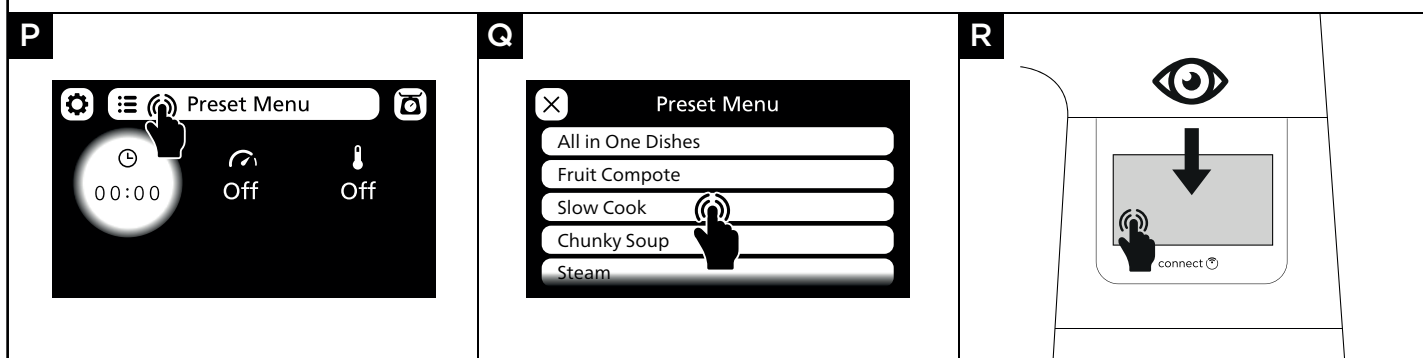 P
Preset Menu
00:00
Off
Off
Q
Preset Menu
All in One Dishes
Fruit Compote
Slow Cook
Chunky Soup
Steam
R
connect